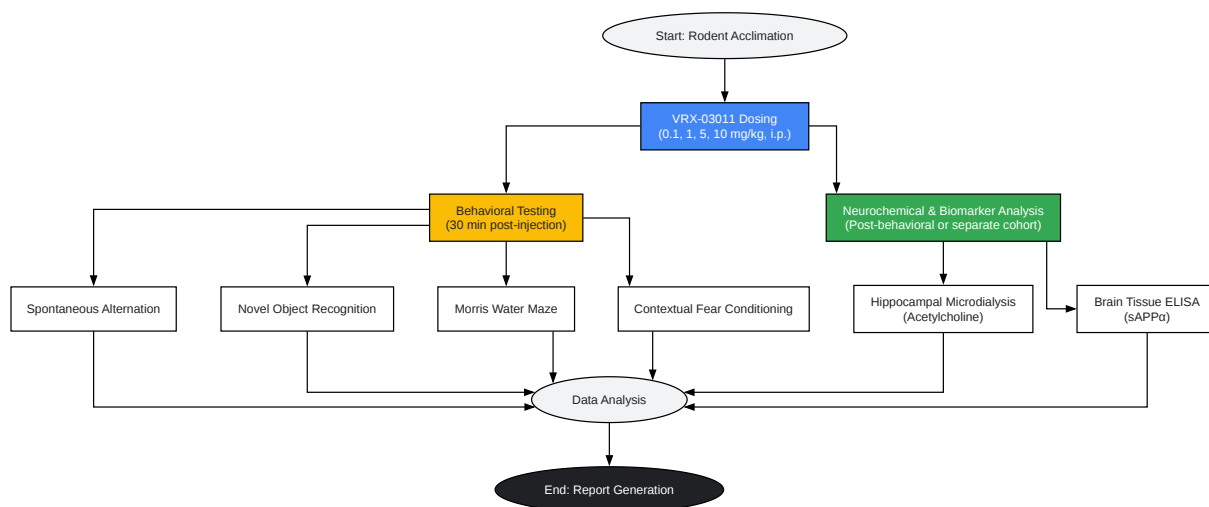 Start: Rodent Acclimation
VRX-03011 Dosing
(0.1, 1, 5, 10 mg/kg, i.p.)
Behavioral Testing
(30 min post-injection)
Neurochemical & Biomarker Analysis
(Post-behavioral or separate cohort)
Spontaneous Alternation
Novel Object Recognition
Morris Water Maze
Contextual Fear Conditioning
Hippocampal Microdialysis
(Acetylcholine)
Brain Tissue ELISA
(sAPPα)
Data Analysis
End: Report Generation